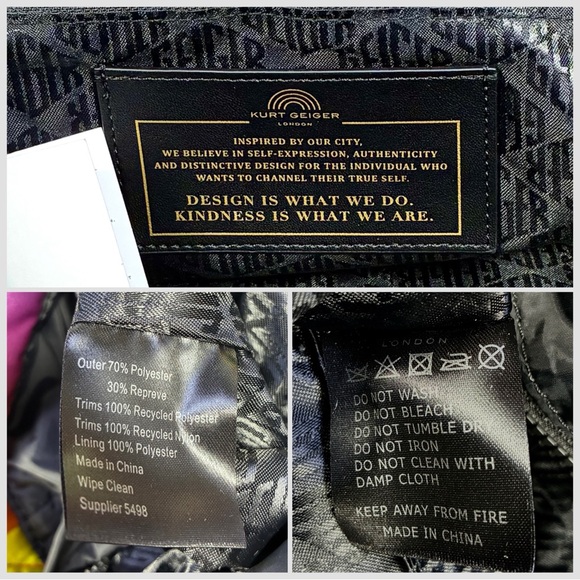 KURT GEIGER
LONDON
INSPIRED BY OUR CITY,
WE BELIEVE IN SELF-EXPRESSION, AUTHENTICITY
AND DISTINCTIVE DESIGN FOR THE INDIVIDUAL WHO
WANTS TO CHANNEL THEIR TRUE SELF.
DESIGN IS WHAT WE DO.
KINDNESS IS WHAT WE ARE.
Outer 70% Polyester
30% Repreve
Trims 100% Recycled Polyester
Trims 100% Recycled Nylon
Lining 100% Polyester
Made in China
Wipe Clean
Supplier 5498
LONDON
DO NOT WASH
DO NOT BLEACH
DO NOT TUMBLE DR
DO NOT IRON
DO NOT CLEAN WITH
DAMP CLOTH
KEEP AWAY FROM FIRE
MADE IN CHINA